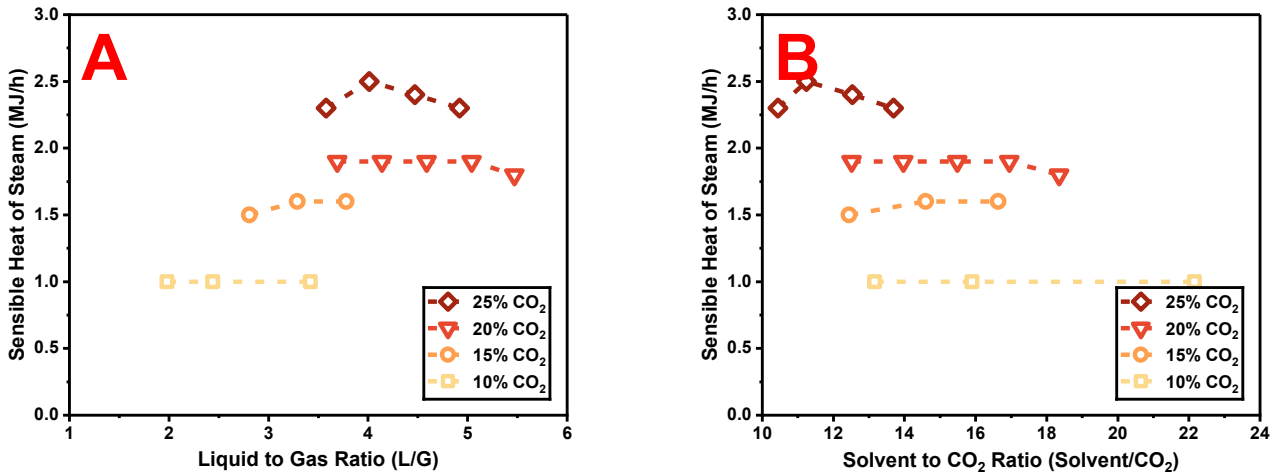 A
3.0
2.5
2.0
1.5
1.0
0.5
0.0
Sensible Heat of Steam (MJ/h)
25% CO₂
20% CO₂
15% CO₂
10% CO₂
1 2 3 4 5 6
Liquid to Gas Ratio (L/G)
B
3.0
2.5
2.0
1.5
1.0
0.5
0.0
Sensible Heat of Steam (MJ/h)
25% CO₂
20% CO₂
15% CO₂
10% CO₂
10 12 14 16 18 20 22 24
Solvent to CO₂ Ratio (Solvent/CO₂)